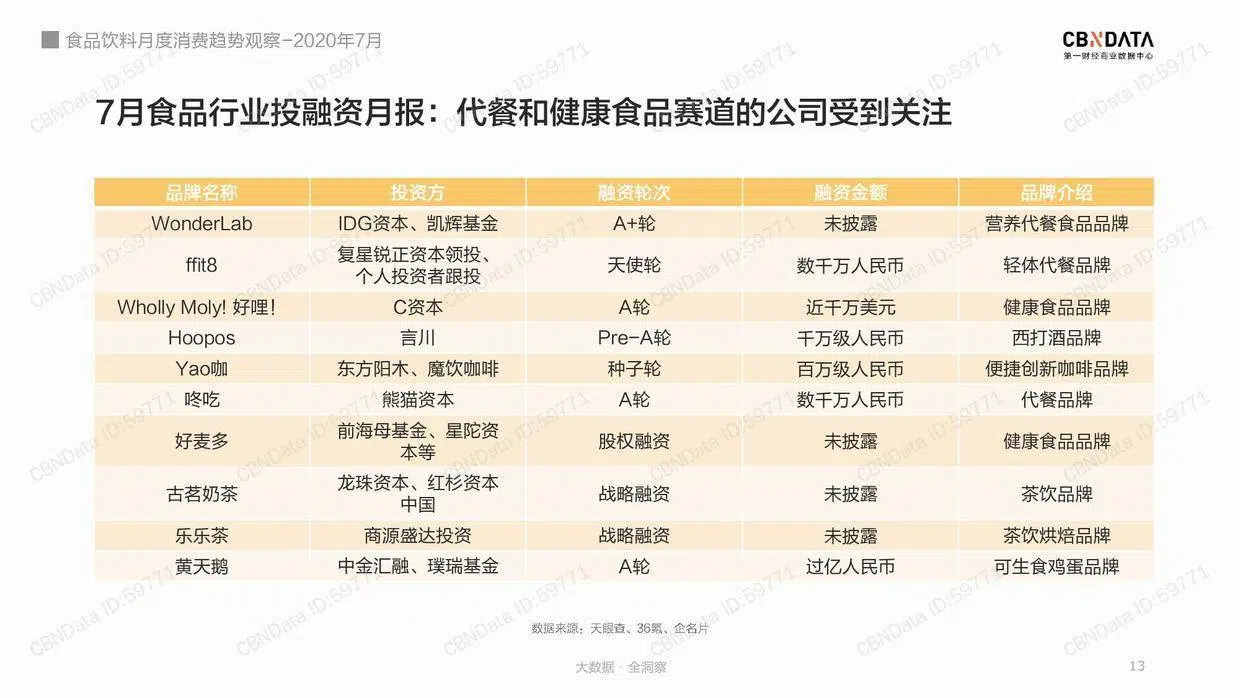 食品饮料月度消费趋势观察-2020年7月
CBNDATA
第一财经商业数据中心
7月食品行业投融资月报：代餐和健康食品赛道的公司受到关注
品牌名称 投资方 融资轮次 融资金额 品牌介绍
WonderLab IDG资本、凯辉基金 A+轮 未披露 营养代餐食品品牌
ffit8 复星锐正资本领投、个人投资者跟投 天使轮 数千万人民币 轻体代餐品牌
Wholly Moly! 好哩！ C资本 A轮 近千万美元 健康食品品牌
Hoopos 言川 Pre-A轮 千万级人民币 西打酒品牌
Yao咖 东方阳木、魔饮咖啡 种子轮 百万级人民币 便捷创新咖啡品牌
咚吃 熊猫资本 A轮 数千万人民币 代餐品牌
好麦多 前海母基金、星陀资本等 股权融资 未披露 健康食品品牌
古茗奶茶 龙珠资本、红杉资本中国 战略融资 未披露 茶饮品牌
乐乐茶 商源盛达投资 战略融资 未披露 茶饮烘焙品牌
黄天鹅 中金汇融、璞瑞基金 A轮 过亿人民币 可生食鸡蛋品牌
数据来源：天眼查、36氪、企名片
大数据 · 全洞察
13
CBNData ID:59771